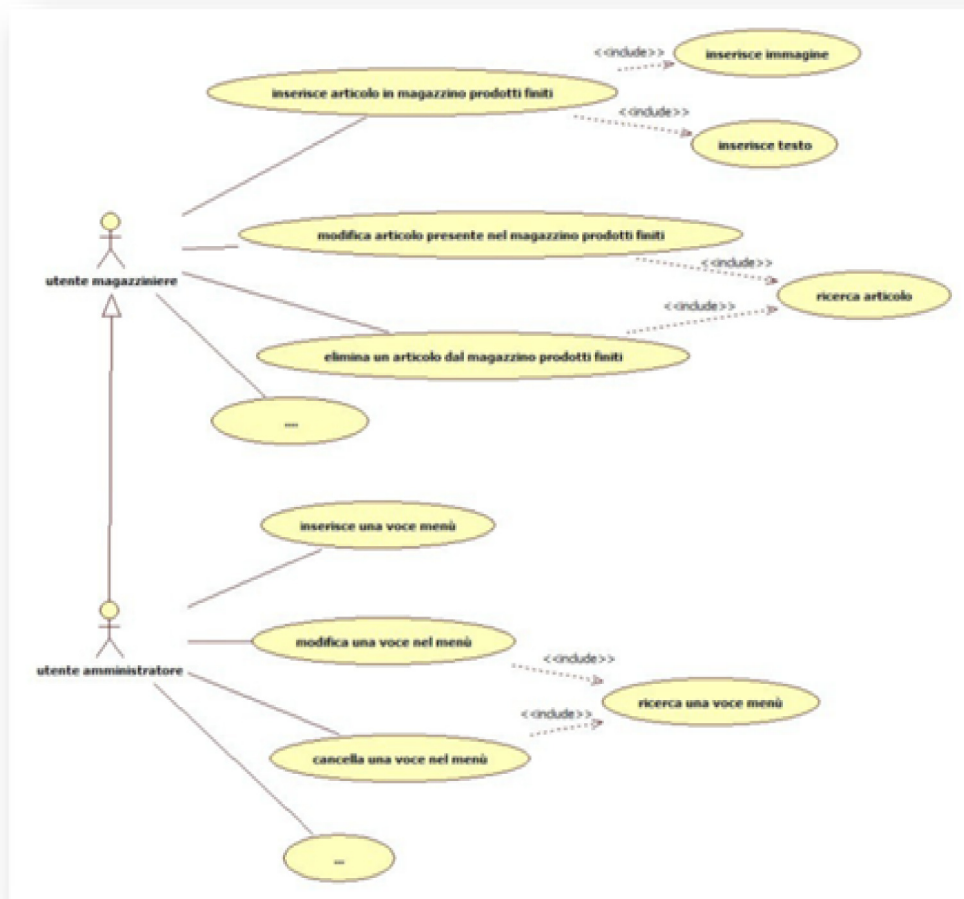 <<include>>
inserisce immagine
inserisce articolo in magazzino prodotti finiti
<<include>>
inserisce testo
modifica articolo presente nel magazzino prodotti finiti
<<include>>
utente magazziniere
ricerca articolo
<<include>>
elimina un articolo dal magazzino prodotti finiti
....
inserisce una voce menù
modifica una voce nel menù
<<include>>
utente amministratore
ricerca una voce menù
<<include>>
cancella una voce nel menù
...